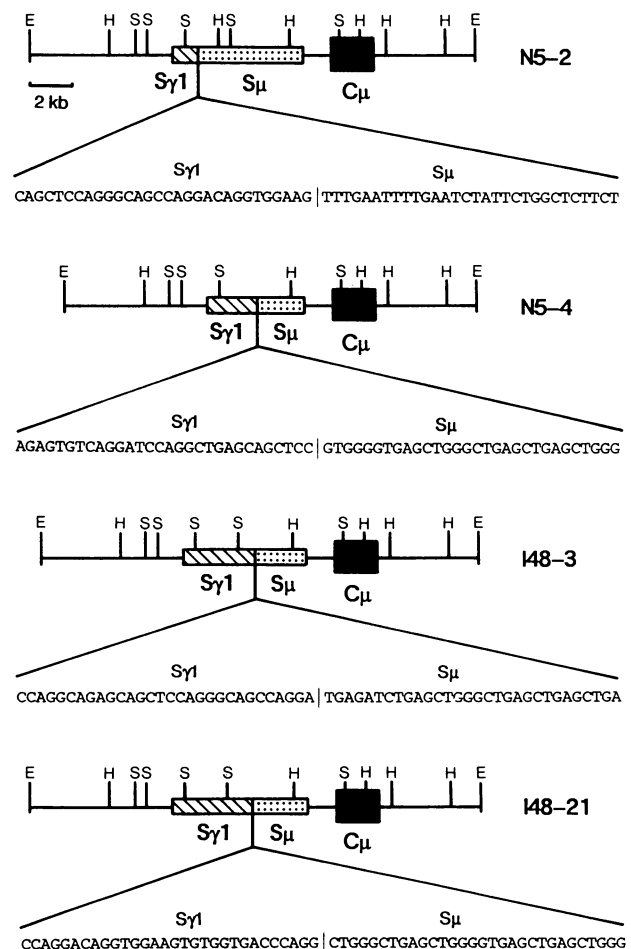 E H S S S H S H S H H H E
N5-2
Sγ1 Sμ Cμ
2 kb
Sγ1 Sμ
CAGCTCCAGGGCAGCCAGGACAGGTGGAAG | TTTGAATTTTGAATCTATTCTGGCTCTTCT
E H S S S H S H H H E
N5-4
Sγ1 Sμ Cμ
Sγ1 Sμ
AGAGTGTCAGGATCCAGGCTGAGCAGCTCC | GTGGGGTGAGCTGGGCTGAGCTGAGCTGGG
E H S S S S H S H H H E
I48-3
Sγ1 Sμ Cμ
Sγ1 Sμ
CCAGGCAGAGCAGCTCCAGGGCAGCCAGGA | TGAGATCTGAGCTGGGCTGAGCTGAGCTGA
E H S S S S H S H H H E
I48-21
Sγ1 Sμ Cμ
Sγ1 Sμ
CCAGGACAGGTGGAAGTGTGGTGACCCAGG | CTGGGCTGAGCTGGGGTGAGCTGAGCTGGG